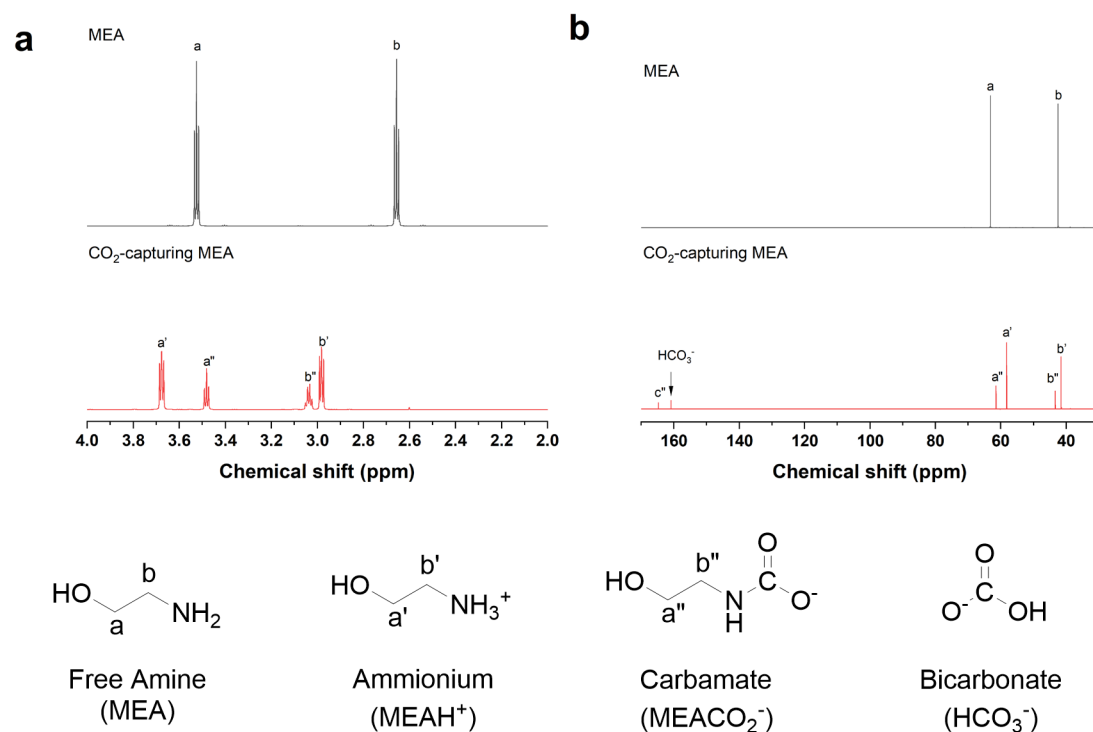 a
MEA
a
b
CO₂-capturing MEA
a'
a"
b"
b'
4.0 3.8 3.6 3.4 3.2 3.0 2.8 2.6 2.4 2.2 2.0
Chemical shift (ppm)
b
MEA
a
b
CO₂-capturing MEA
HCO₃⁻
c"
a"
a'
b"
b'
160 140 120 100 80 60 40
Chemical shift (ppm)
HO
b
a
NH₂
Free Amine
(MEA)
HO
b'
a'
NH₃⁺
Ammionium
(MEAH⁺)
HO
b"
a"
N
H
C
O
O⁻
Carbamate
(MEACO₂⁻)
O
C
O⁻
OH
Bicarbonate
(HCO₃⁻)